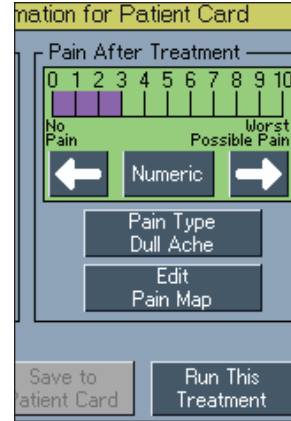 mation for Patient Card
Pain After Treatment
0 1 2 3 4 5 6 7 8 9 10
No Pain
Worst Possible Pain
Numeric
Pain Type
Dull Ache
Edit
Pain Map
Save to
Patient Card
Run This
Treatment